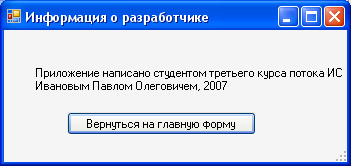 Информация о разработчике
Приложение написано студентом третьего курса потока ИС
Ивановым Павлом Олеговичем, 2007
Вернуться на главную форму